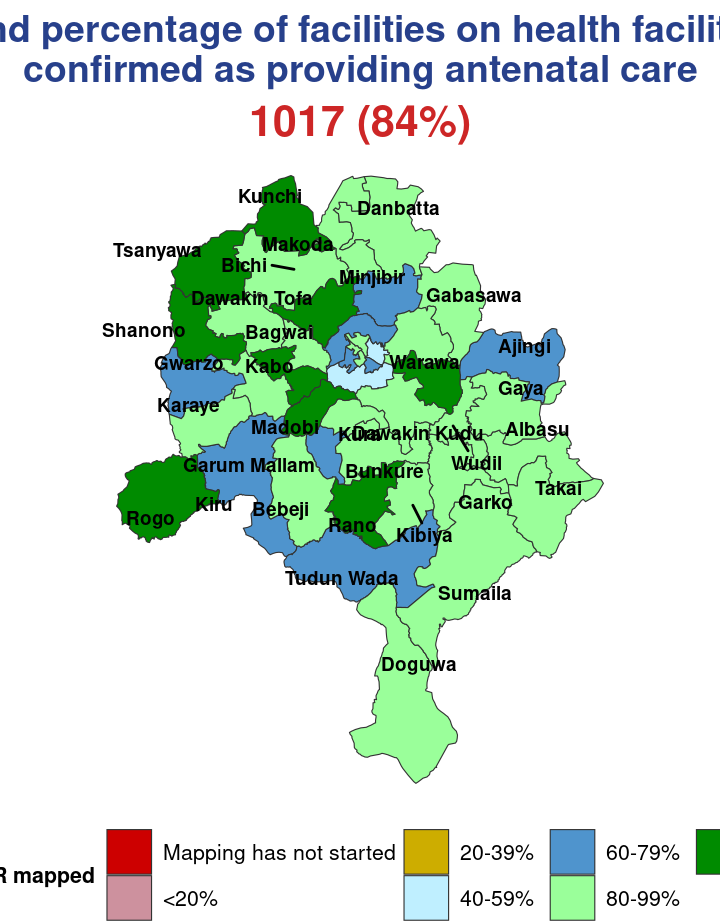 nd percentage of facilities on health facilit
confirmed as providing antenatal care
1017 (84%)
Kunchi
Danbatta
Makoda
Tsanyawa
Bichi
Minjibir
Dawakin Tofa
Gabasawa
Shanono
Bagwai
Ajingi
Gwarzo
Kabo
Warawa
Gaya
Karaye
Madobi
Kura
Dawakin Kudu
Albasu
Garum Mallam
Wudil
Bunkure
Takai
Kiru
Garko
Bebeji
Rogo
Rano
Kibiya
Tudun Wada
Sumaila
Doguwa
Mapping has not started
20-39%
60-79%
R mapped
<20%
40-59%
80-99%